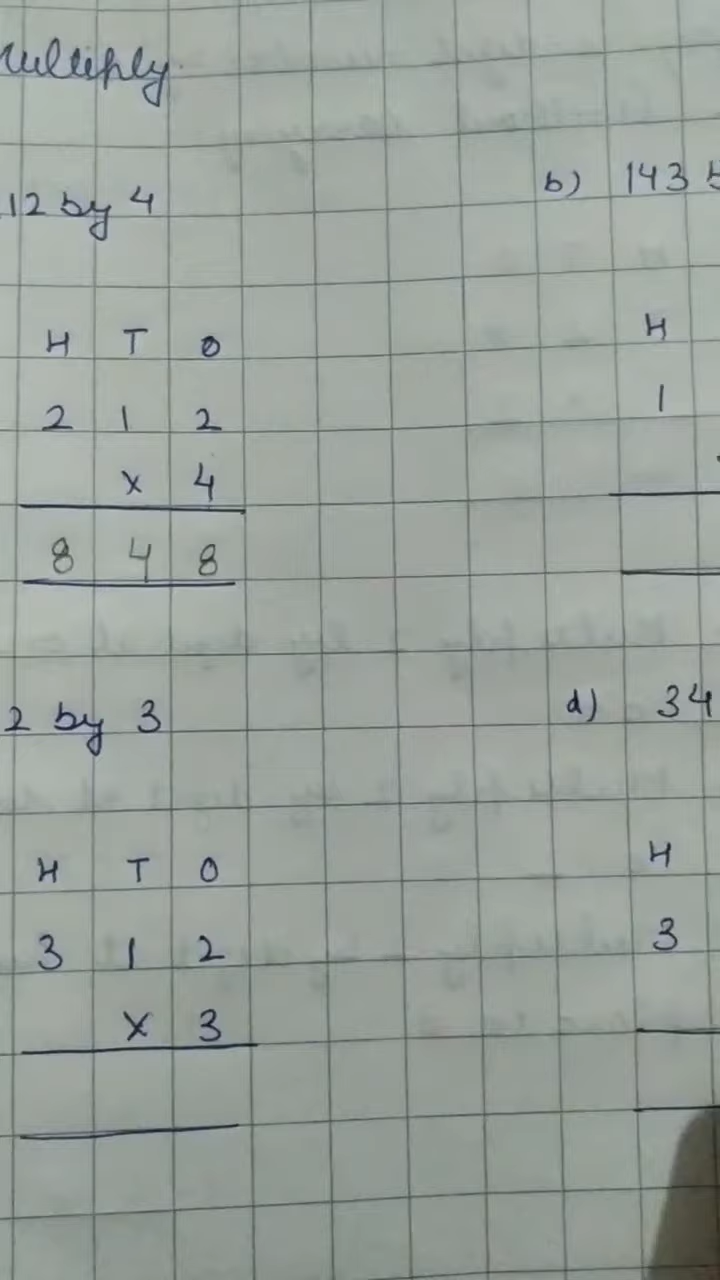 Multiply.
12 by 4
b) 143
H T O
2 1 2
x 4
8 4 8
H
1
2 by 3
d) 34
H T O
3 1 2
x 3
H
3